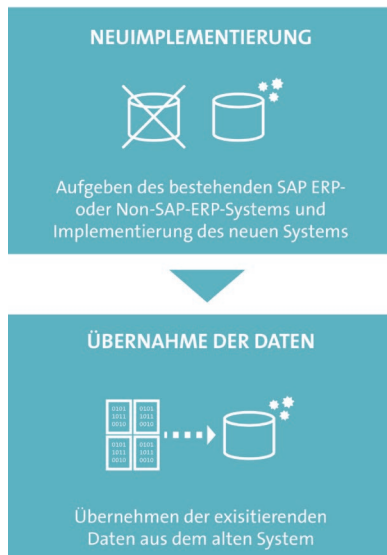 NEUIMPLEMENTIERUNG
Aufgeben des bestehenden SAP ERP-
oder Non-SAP-ERP-Systems und
Implementierung des neuen Systems
ÜBERNAHME DER DATEN
0101 0101
1011 1011
0010 0010
0101 0101
1011 1011
0010 0010
Übernehmen der exisitierenden
Daten aus dem alten System